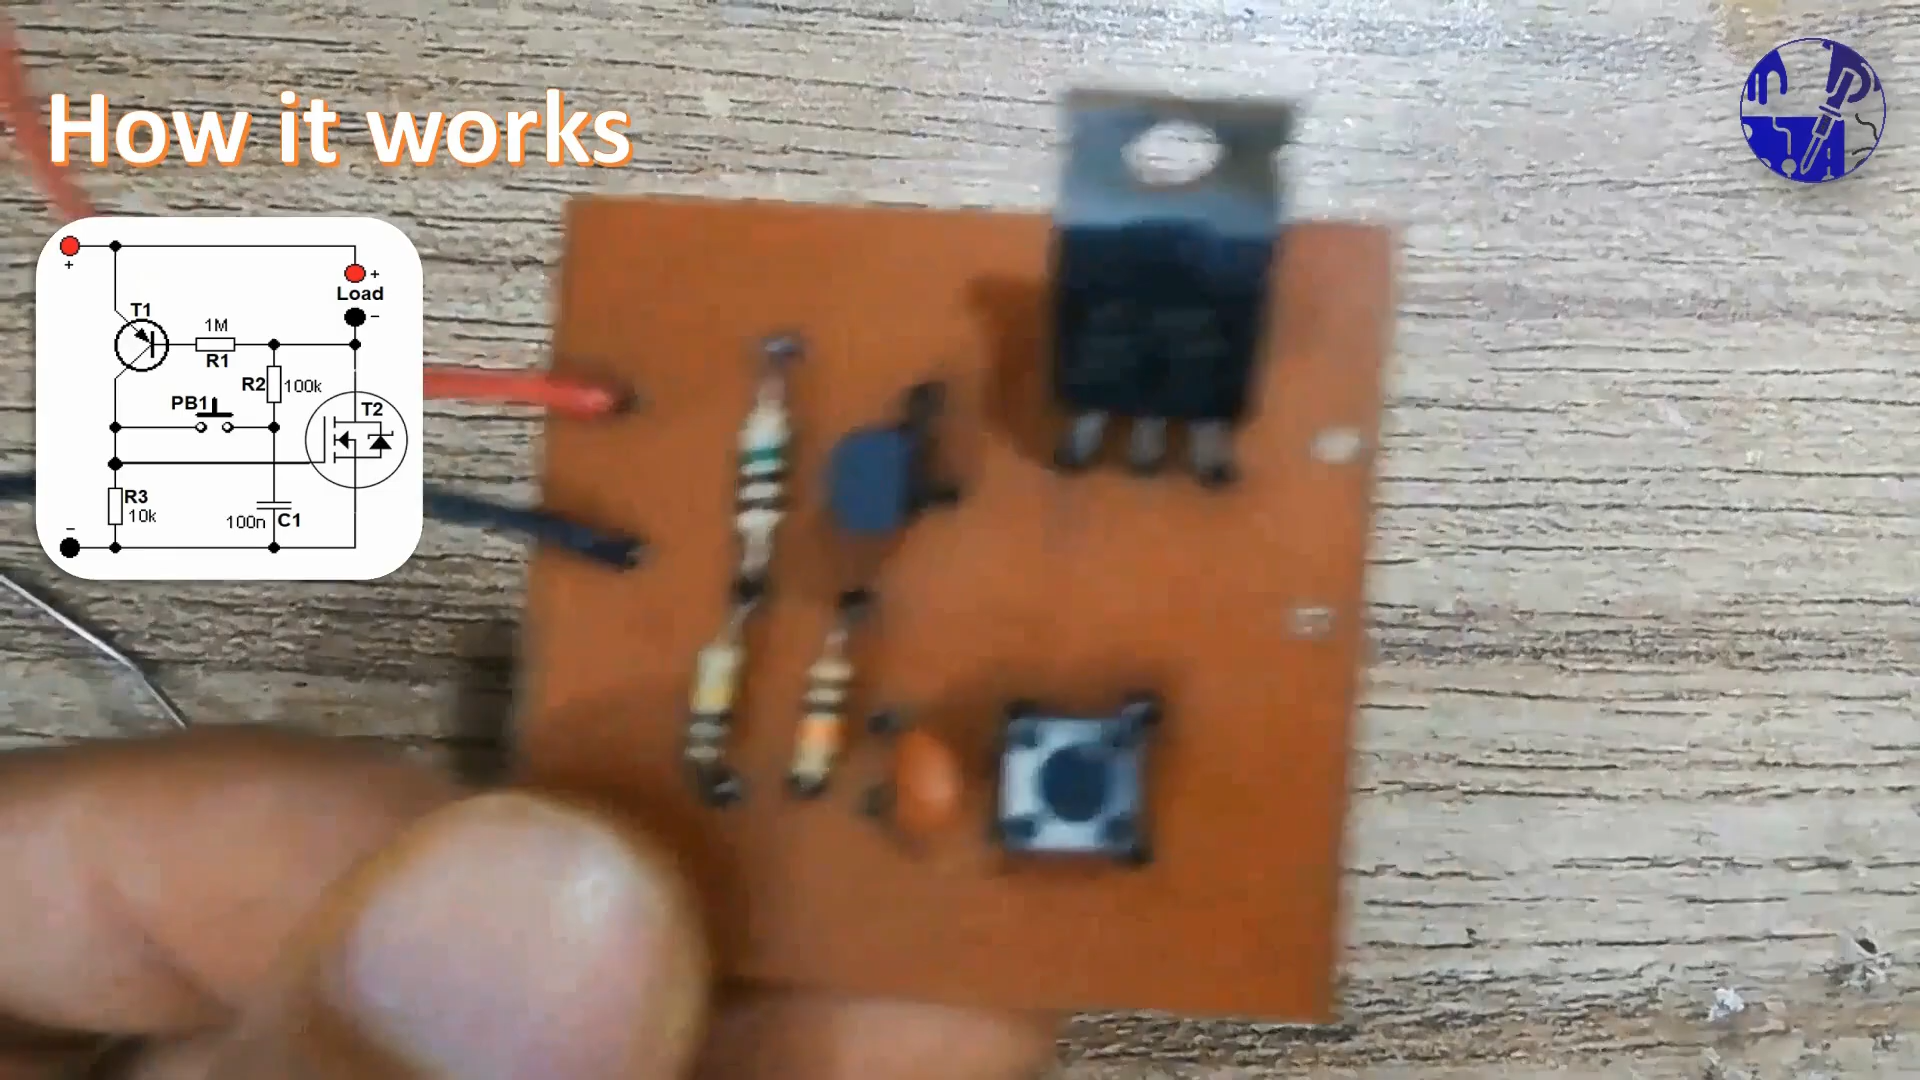 How it works
+
+
Load
−
T1
1M
R1
R2 100k
PB1
T2
R3
10k
100n C1
−